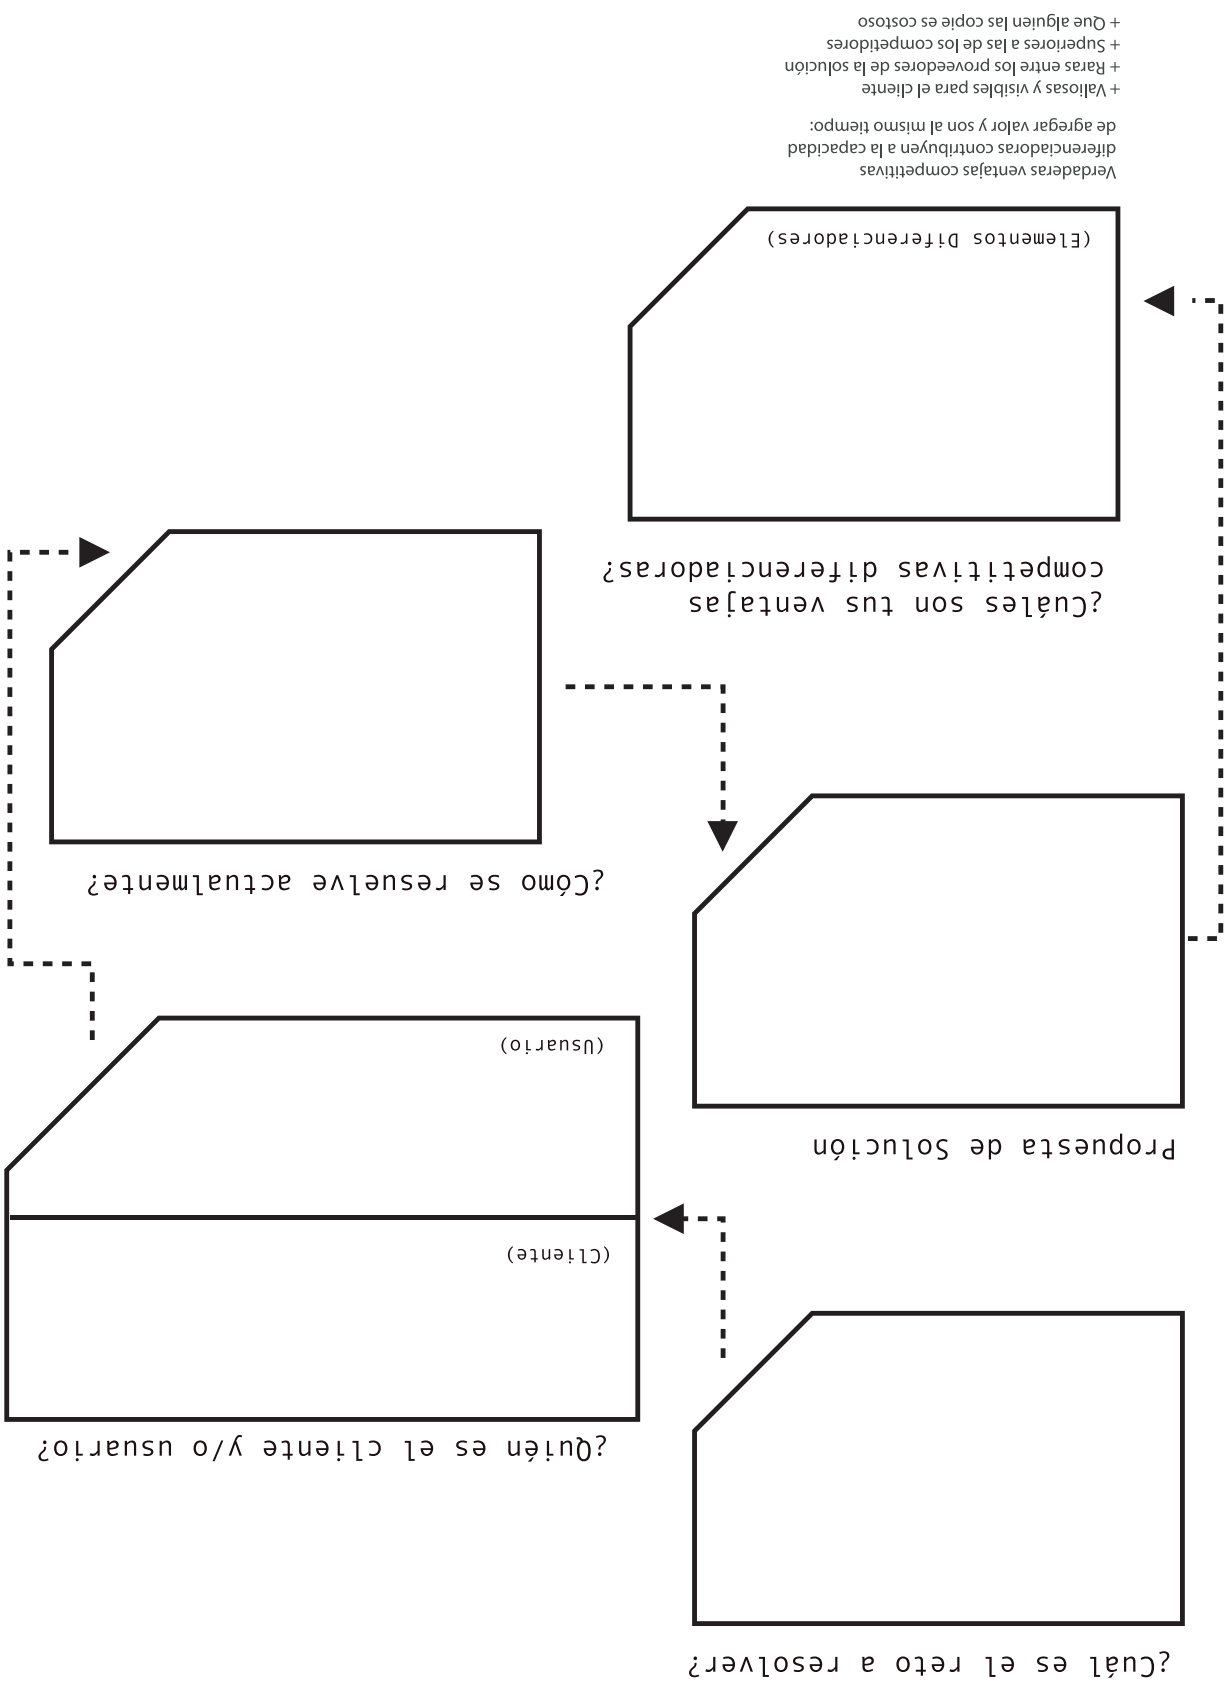 ¿Cuál es el reto a resolver?
¿Quién es el cliente y/o usuario?
(Cliente)
(Usuario)
¿Cómo se resuelve actualmente?
Propuesta de Solución
¿Cuáles son tus ventajas
competitivas diferenciadoras?
(Elementos Diferenciadores)
Verdaderas ventajas competitivas
diferenciadoras contribuyen a la capacidad
de agregar valor y son al mismo tiempo:
+ Valiosas y visibles para el cliente
+ Raras entre los proveedores de la solución
+ Superiores a las de los competidores
+ Que alguien las copie es costoso